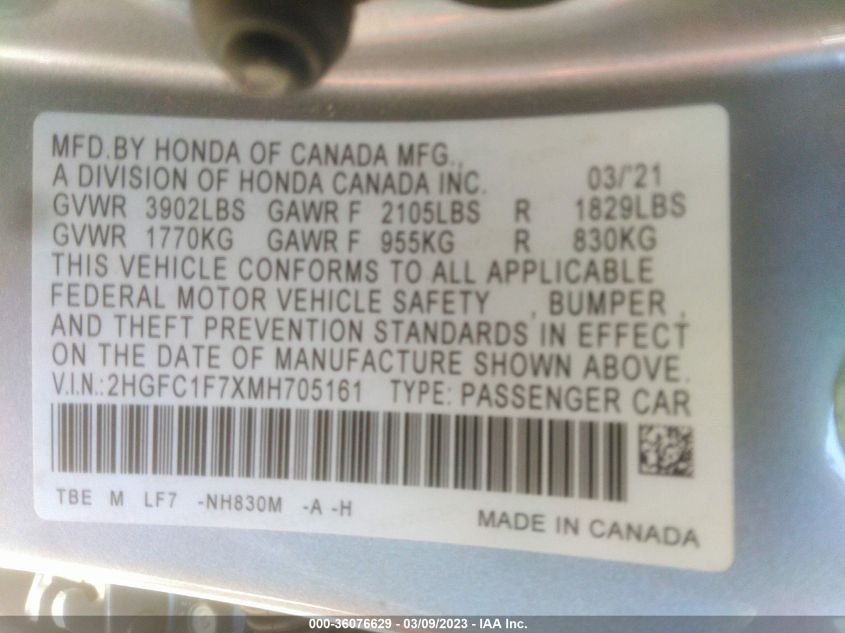 MFD.BY HONDA OF CANADA MFG.,
A DIVISION OF HONDA CANADA INC. 03/'21
GVWR 3902LBS GAWR F 2105LBS R 1829LBS
GVWR 1770KG GAWR F 955KG R 830KG
THIS VEHICLE CONFORMS TO ALL APPLICABLE
FEDERAL MOTOR VEHICLE SAFETY , BUMPER ,
AND THEFT PREVENTION STANDARDS IN EFFECT
ON THE DATE OF MANUFACTURE SHOWN ABOVE.
V.I.N.:2HGFC1F7XMH705161 TYPE: PASSENGER CAR
TBE M LF7 -NH830M -A -H
MADE IN CANADA
000-36076629 - 03/09/2023 - IAA Inc.